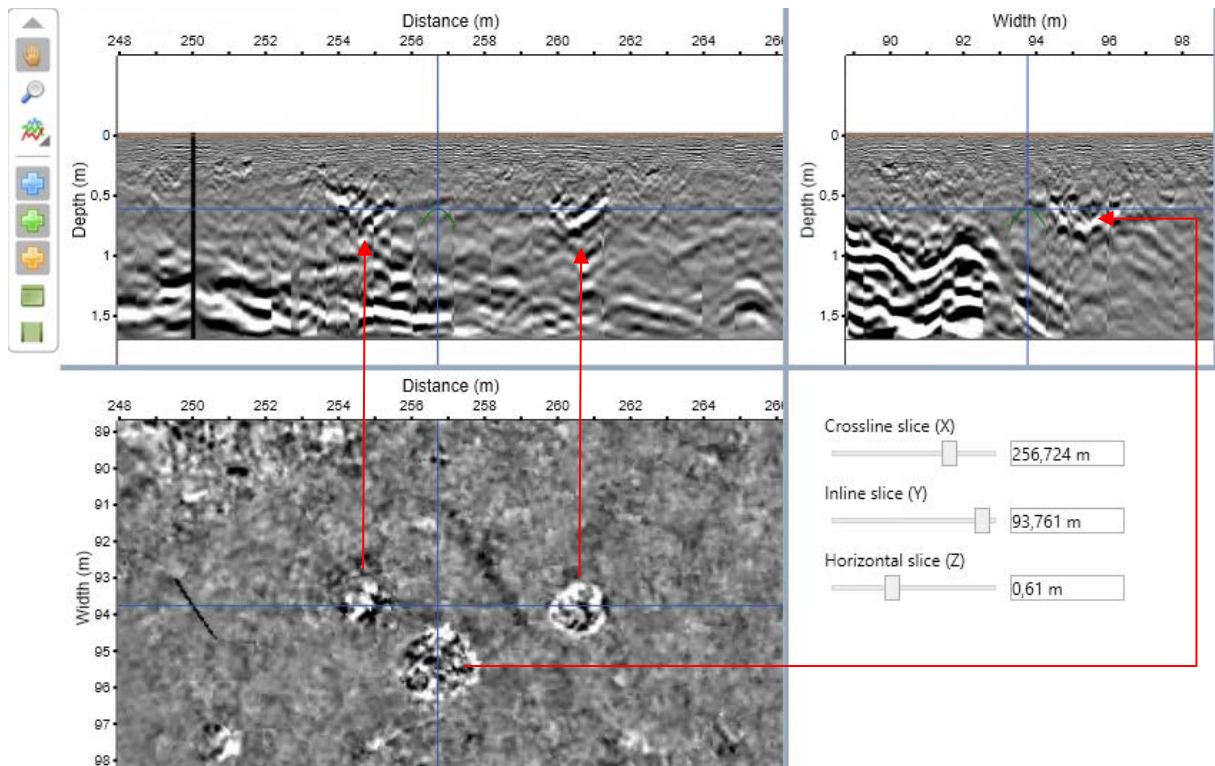 Distance (m)
248 250 252 254 256 258 260 262 264 266
Depth (m)
0
0,5
1
1,5
Width (m)
90 92 94 96 98
Depth (m)
0
0,5
1
1,5
Distance (m)
248 250 252 254 256 258 260 262 264 26
Width (m)
89
90
91
92
93
94
95
96
97
98
Crossline slice (X)
256,724 m
Inline slice (Y)
93,761 m
Horizontal slice (Z)
0,61 m